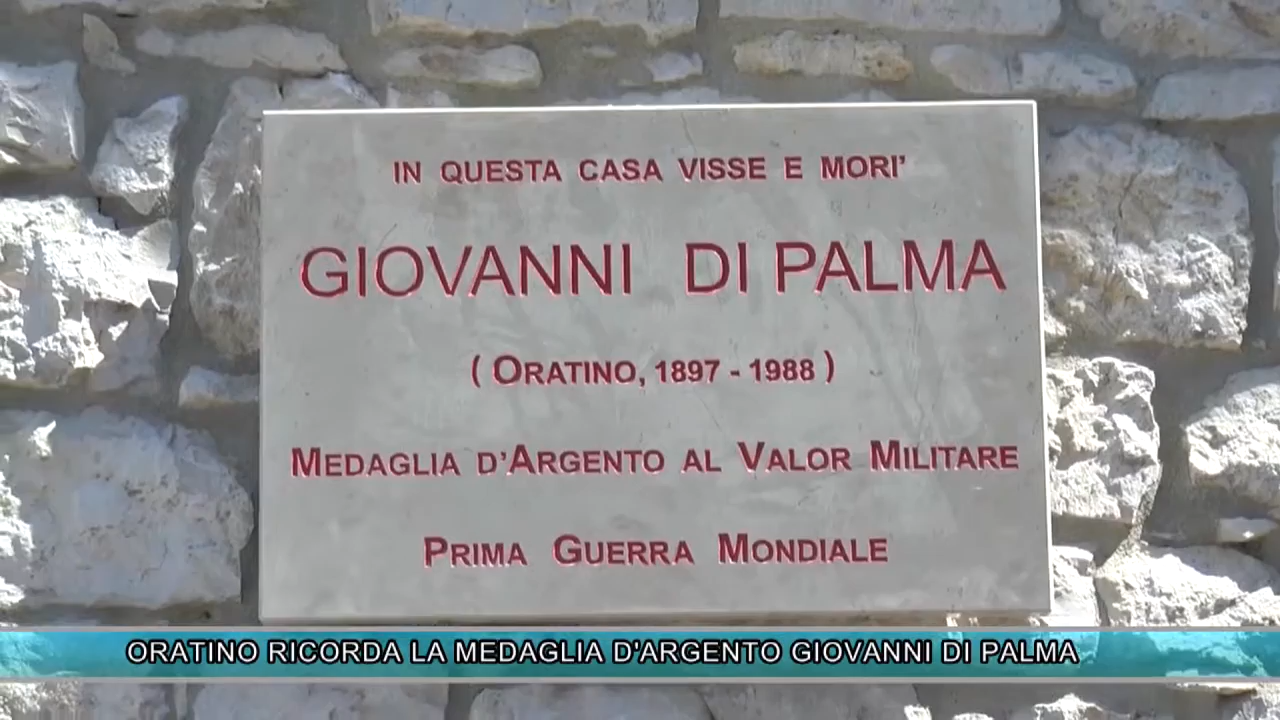 IN QUESTA CASA VISSE E MORI'
GIOVANNI DI PALMA
( ORATINO, 1897 - 1988 )
MEDAGLIA D'ARGENTO AL VALOR MILITARE
PRIMA GUERRA MONDIALE
ORATINO RICORDA LA MEDAGLIA D'ARGENTO GIOVANNI DI PALMA